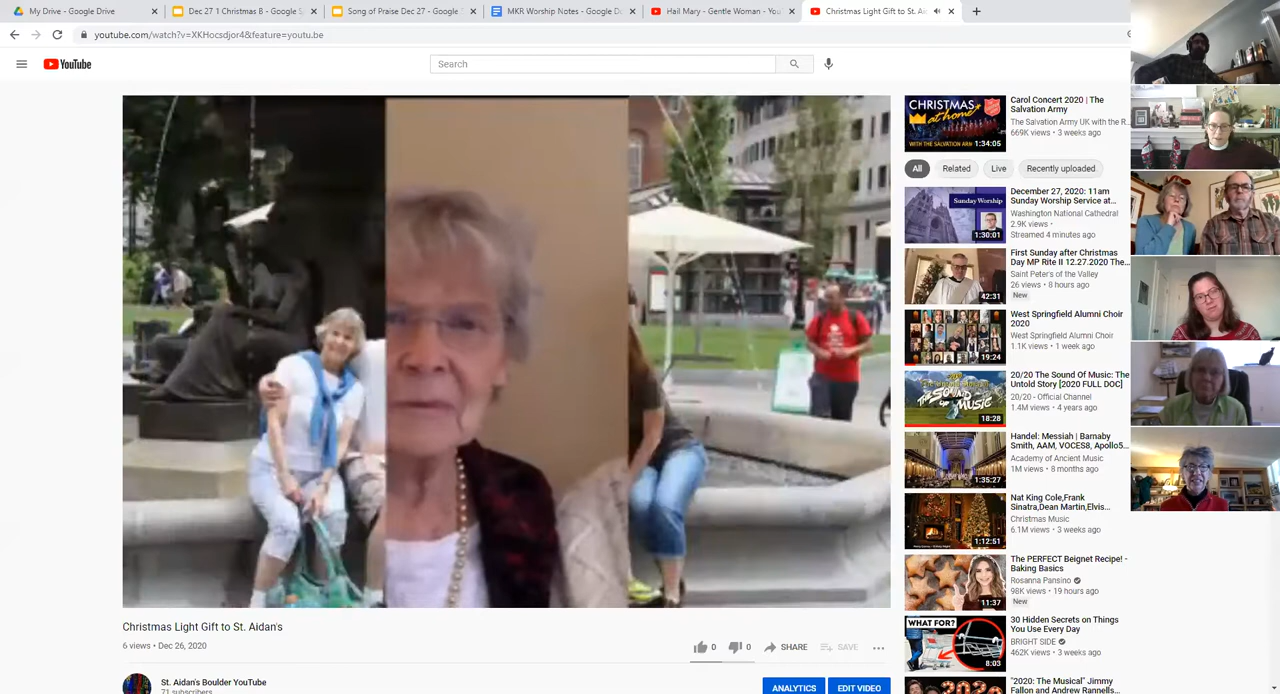 My Drive - Google Drive
Dec 27 1 Christmas B - Google S
Song of Praise Dec 27 - Google S
MKR Worship Notes - Google D
Hail Mary - Gentle Woman - You
Christmas Light Gift to St. Ai
youtube.com/watch?v=XKHocsdjor4&feature=youtu.be
YouTube
Search
CHRISTMAS
at home
WITH THE SALVATION ARM
1:34:05
Carol Concert 2020 | The
Salvation Army
The Salvation Army UK with the R...
669K views • 3 weeks ago
All
Related
Live
Recently uploaded
Sunday Worship
1:30:01
December 27, 2020: 11am
Sunday Worship Service at...
Washington National Cathedral
2.9K views •
Streamed 4 minutes ago
42:31
First Sunday after Christmas
Day MP Rite II 12.27.2020 The...
Saint Peter's of the Valley
26 views • 8 hours ago
New
19:24
West Springfield Alumni Choir
2020
West Springfield Alumni Choir
1.1K views • 1 week ago
THE SOUND
OF MUSIC
18:28
20/20 The Sound Of Music: The
Untold Story [2020 FULL DOC]
20/20 - Official Channel
1.4M views • 4 years ago
1:35:27
Handel: Messiah | Barnaby
Smith, AAM, VOCES8, Apollo5...
Academy of Ancient Music
1M views • 8 months ago
1:12:51
Nat King Cole,Frank
Sinatra,Dean Martin,Elvis...
Christmas Music
6.1M views • 3 weeks ago
11:37
The PERFECT Beignet Recipe! -
Baking Basics
Rosanna Pansino
98K views • 19 hours ago
New
WHAT FOR?
8:03
30 Hidden Secrets on Things
You Use Every Day
BRIGHT SIDE
462K views • 3 weeks ago
2020
"2020: The Musical" Jimmy
Fallon and Andrew Rannells...
Christmas Light Gift to St. Aidan's
6 views • Dec 26, 2020
0
0
SHARE
SAVE
St. Aidan's Boulder YouTube
71 subscribers
ANALYTICS
EDIT VIDEO